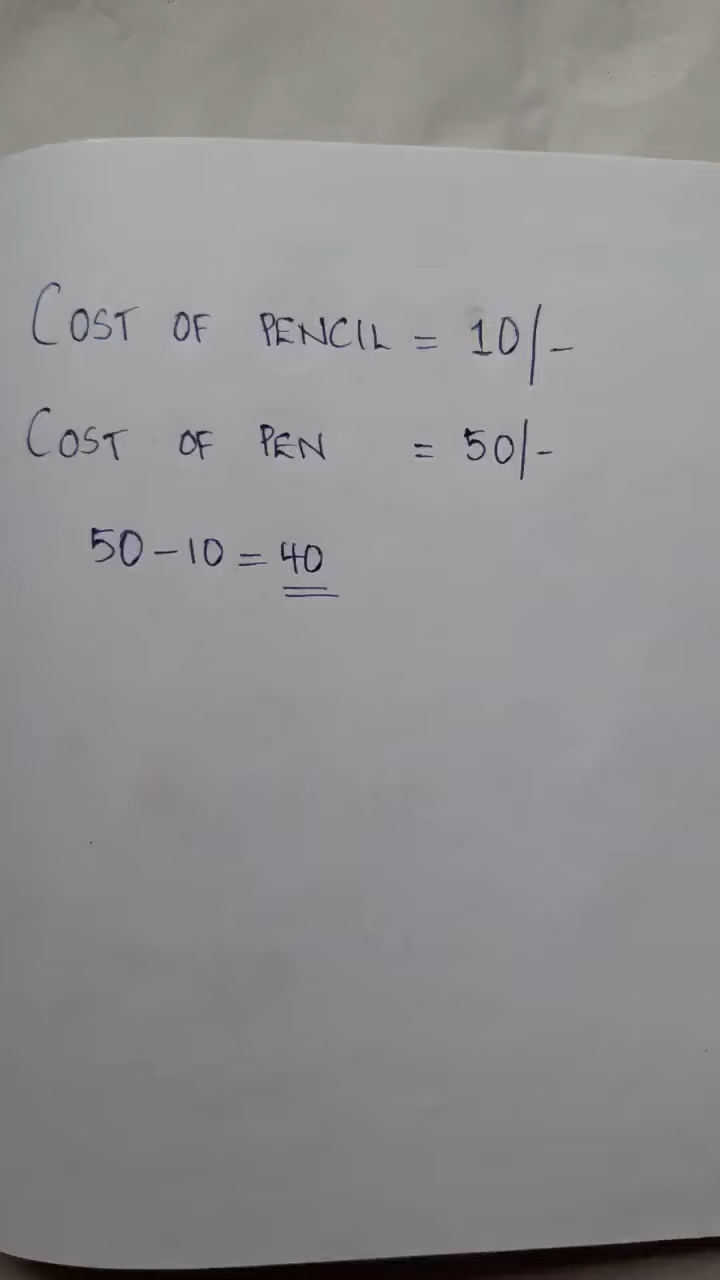 COST OF PENCIL = 10/-
COST OF PEN = 50/-
50-10=40